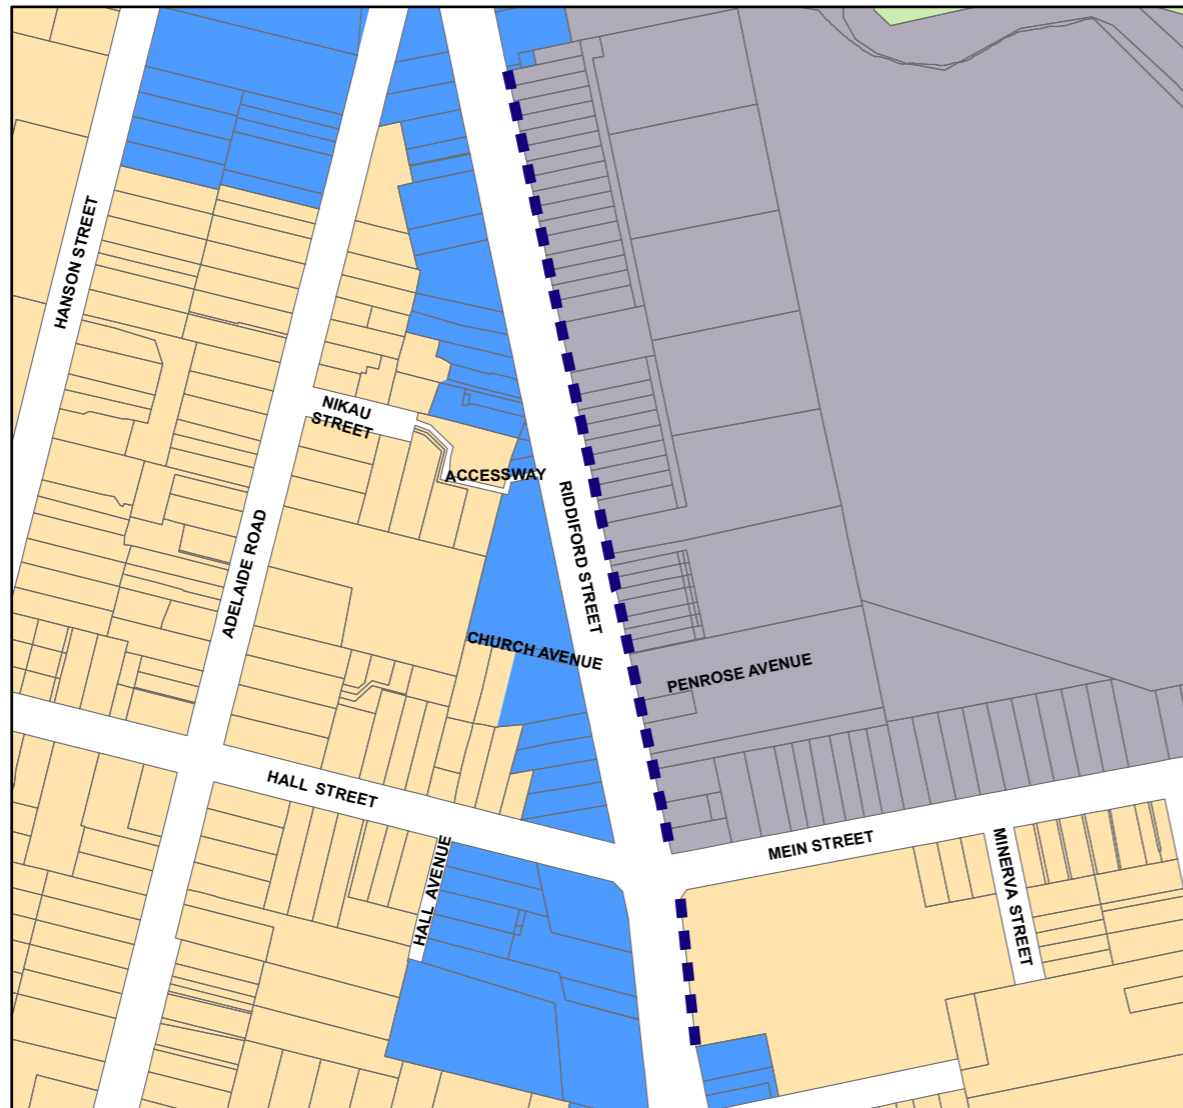 HANSON STREET
NIKAU
STREET
ACCESSWAY
RIDDIFORD STREET
ADELAIDE ROAD
CHURCH AVENUE
PENROSE AVENUE
HALL STREET
MEIN STREET
HALL AVENUE
MINERVA STREET